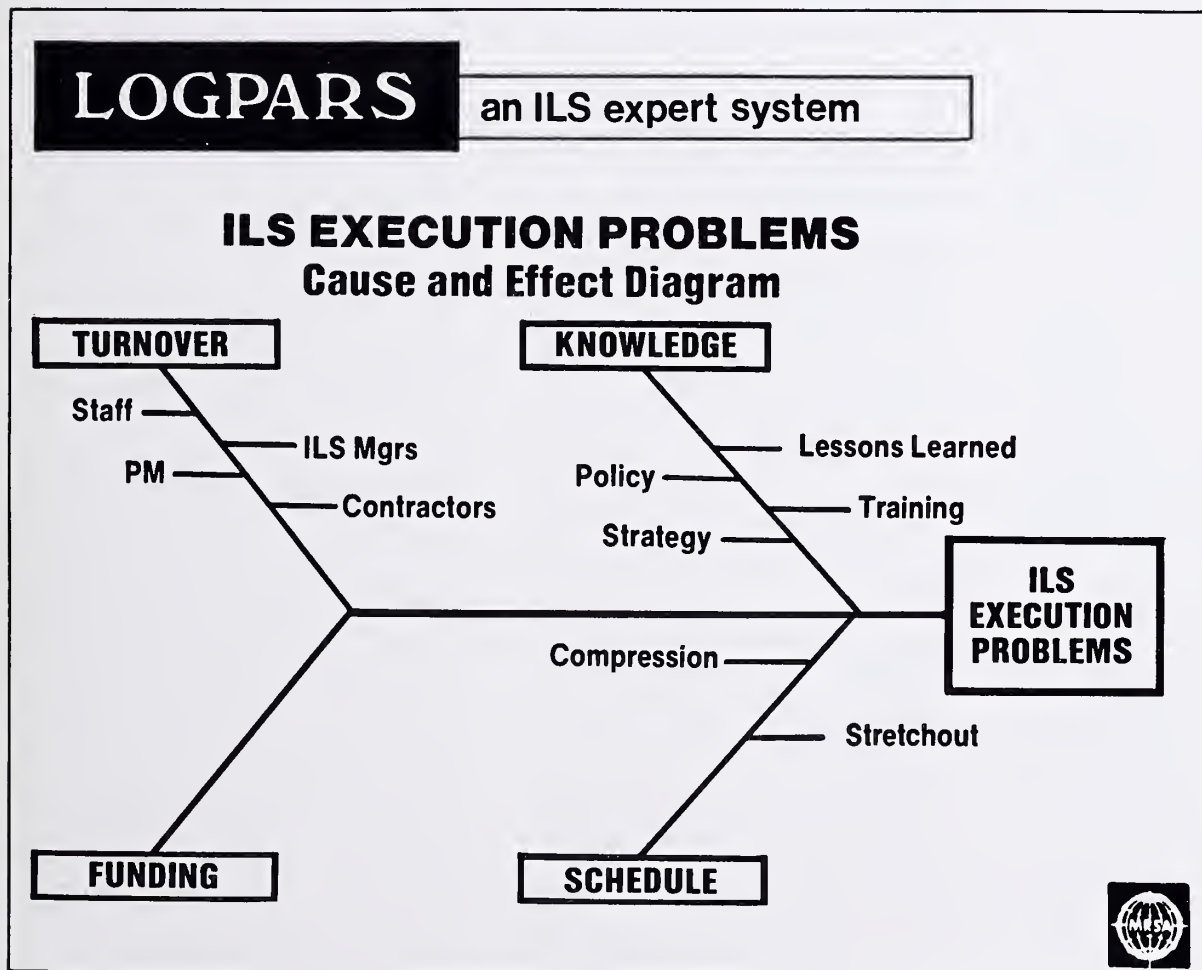 LOGPARS
an ILS expert system
ILS EXECUTION PROBLEMS
Cause and Effect Diagram
TURNOVER
KNOWLEDGE
Staff
ILS Mgrs
PM
Contractors
Lessons Learned
Policy
Training
Strategy
ILS
EXECUTION
PROBLEMS
Compression
Stretchout
FUNDING
SCHEDULE
MRSA